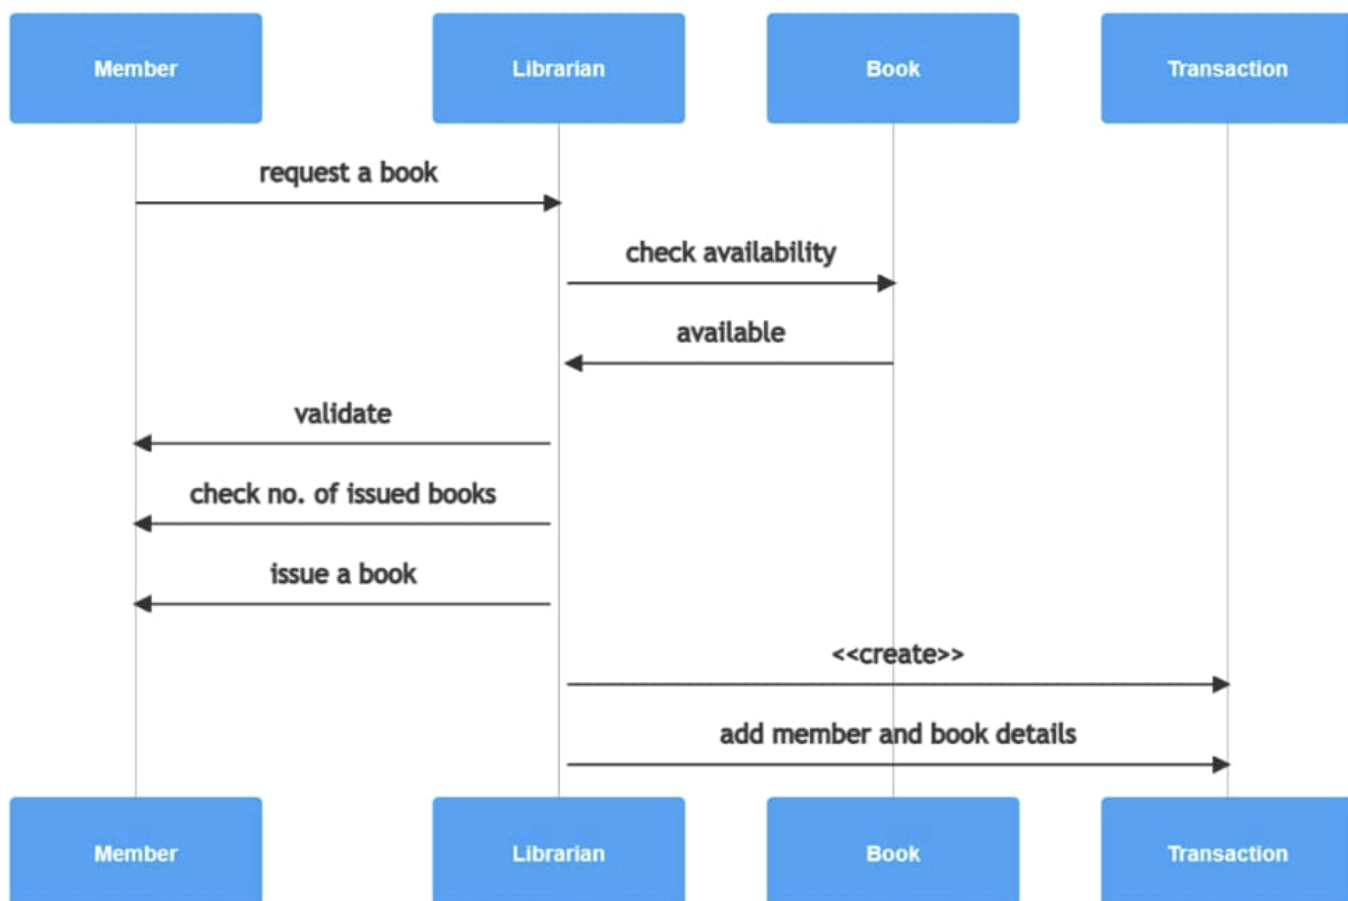 Member
Librarian
Book
Transaction
request a book
check availability
available
validate
check no. of issued books
issue a book
<<create>>
add member and book details
Member
Librarian
Book
Transaction